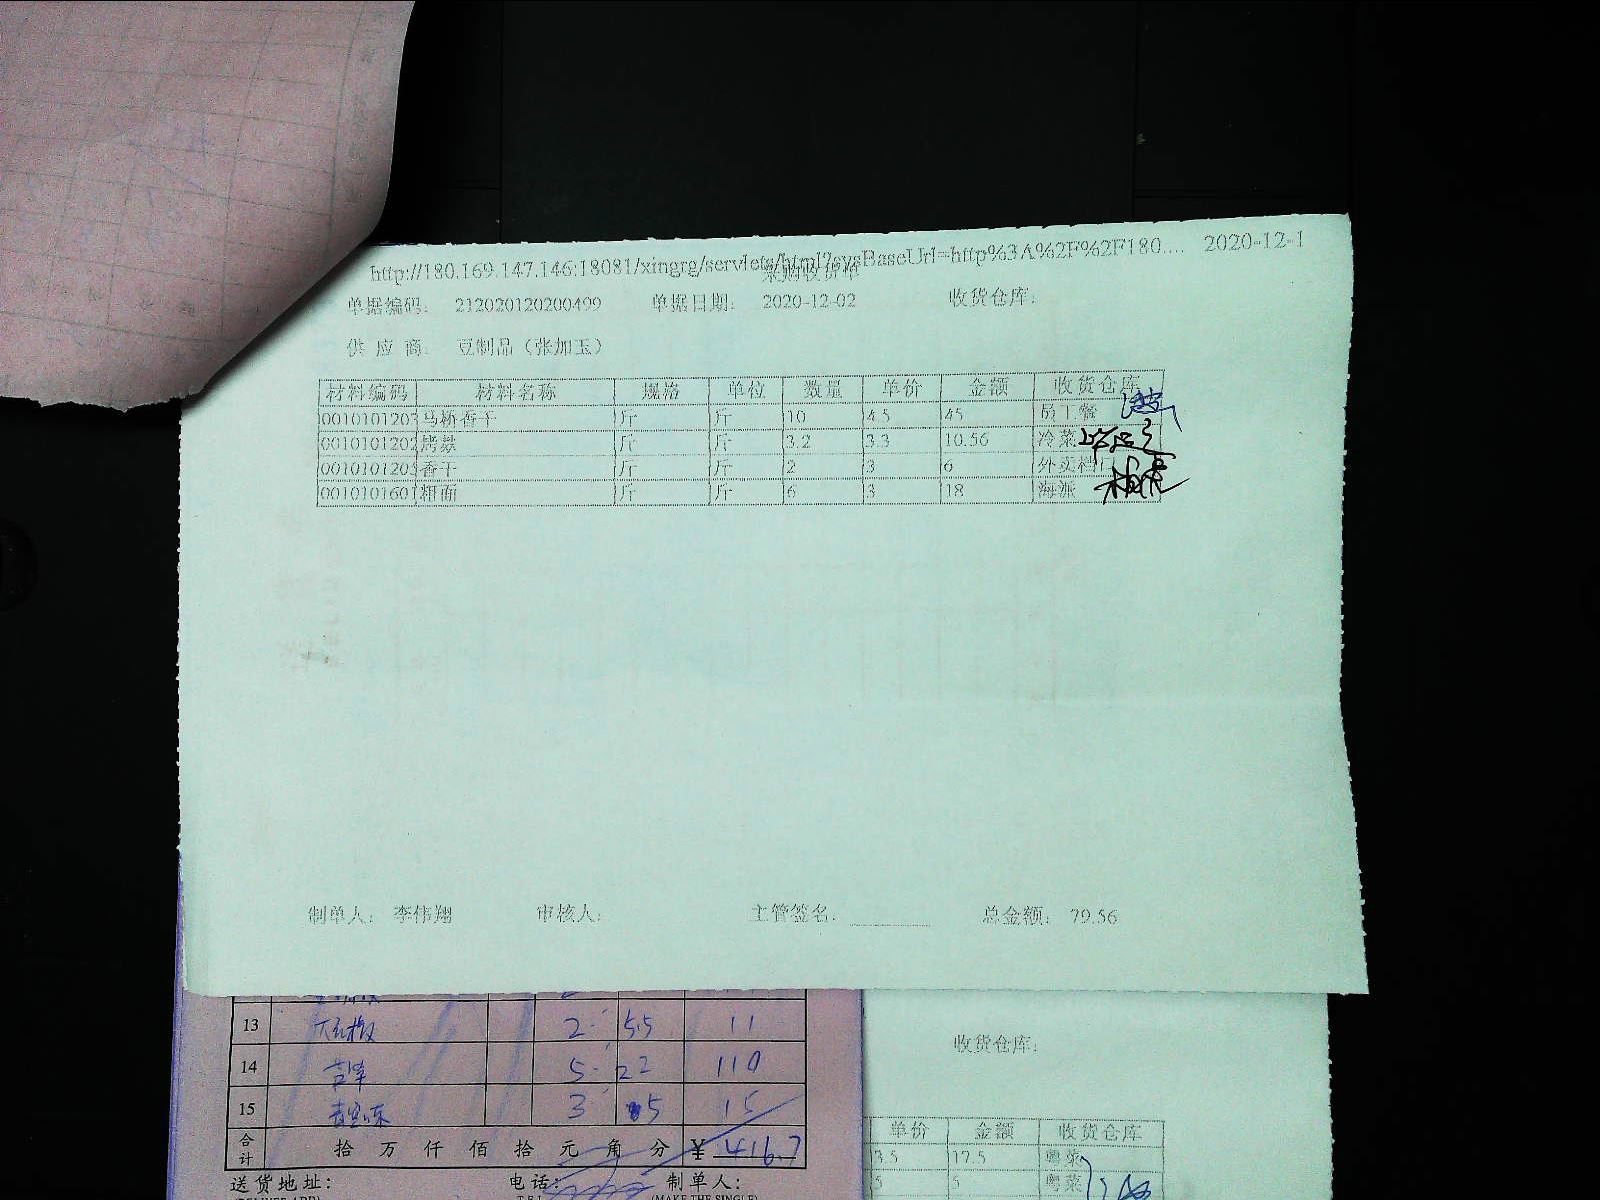 http://180.169.147.146:18081/xingrg/servlets/html?sysBaseUrl=http%3A%2F%2F180.... 2020-12-1
采购收货单
单据编码: 212020120200499 单据日期: 2020-12-02 收货仓库:
供 应 商: 豆制品（张加玉）
材料编码 材料名称 规格 单位 数量 单价 金额 收货仓库
0010101203 马桥香干 斤 斤 10 4.5 45 员工餐
0010101202 烤麸 斤 斤 3.2 3.3 10.56 冷菜
0010101205 香干 斤 斤 2 3 6 外卖档口
0010101601 粗面 斤 斤 6 3 18 海派
制单人: 李伟翔 审核人: 主管签名: 总金额: 79.56
13 2 5.5 11
14 5 22 110
15 3 5 15
合计 拾 万 仟 佰 拾 元 角 分 ¥ 416.7
送货地址: 电话: 制单人:
(MAKE THE SINGLE)
收货仓库:
单价 金额 收货仓库
3.5 17.5 粤菜
5 5 粤菜